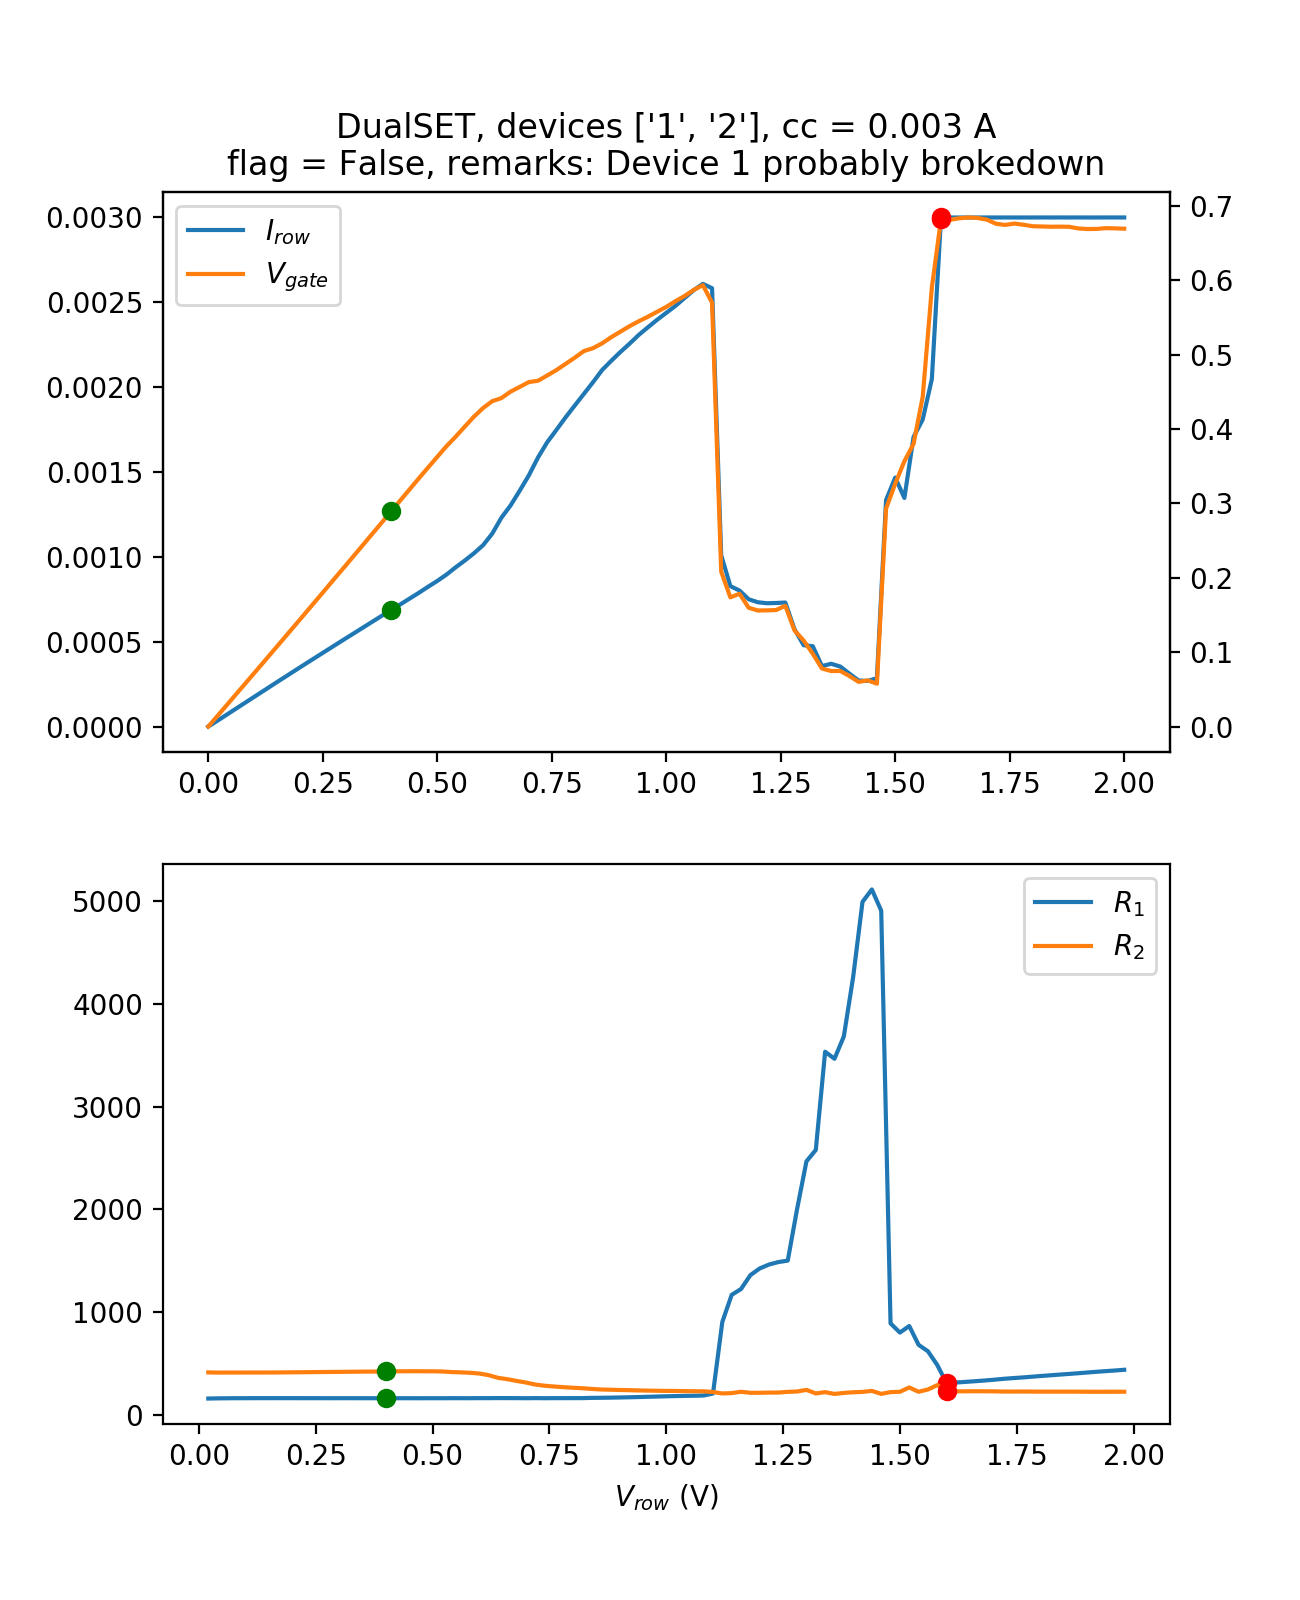 DualSET, devices ['1', '2'], cc = 0.003 A
flag = False, remarks: Device 1 probably brokedown
I_row
V_gate
0.0030
0.0025
0.0020
0.0015
0.0010
0.0005
0.0000
0.7
0.6
0.5
0.4
0.3
0.2
0.1
0.0
0.00 0.25 0.50 0.75 1.00 1.25 1.50 1.75 2.00
R_1
R_2
5000
4000
3000
2000
1000
0
0.00 0.25 0.50 0.75 1.00 1.25 1.50 1.75 2.00
V_row (V)